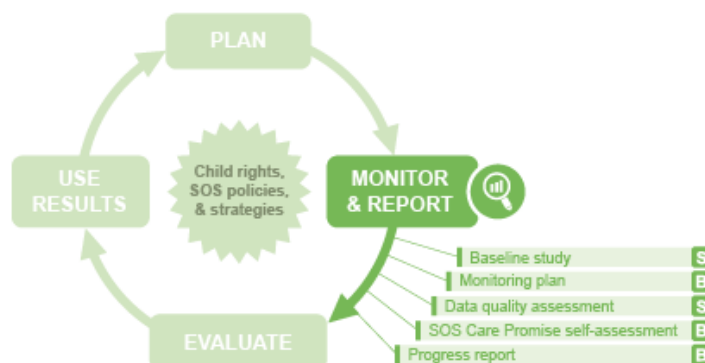 PLAN
USE
RESULTS
Child rights,
SOS policies,
& strategies
MONITOR
& REPORT
Baseline study S
Monitoring plan B
Data quality assessment S
SOS Care Promise self-assessment B
Progress report B
EVALUATE